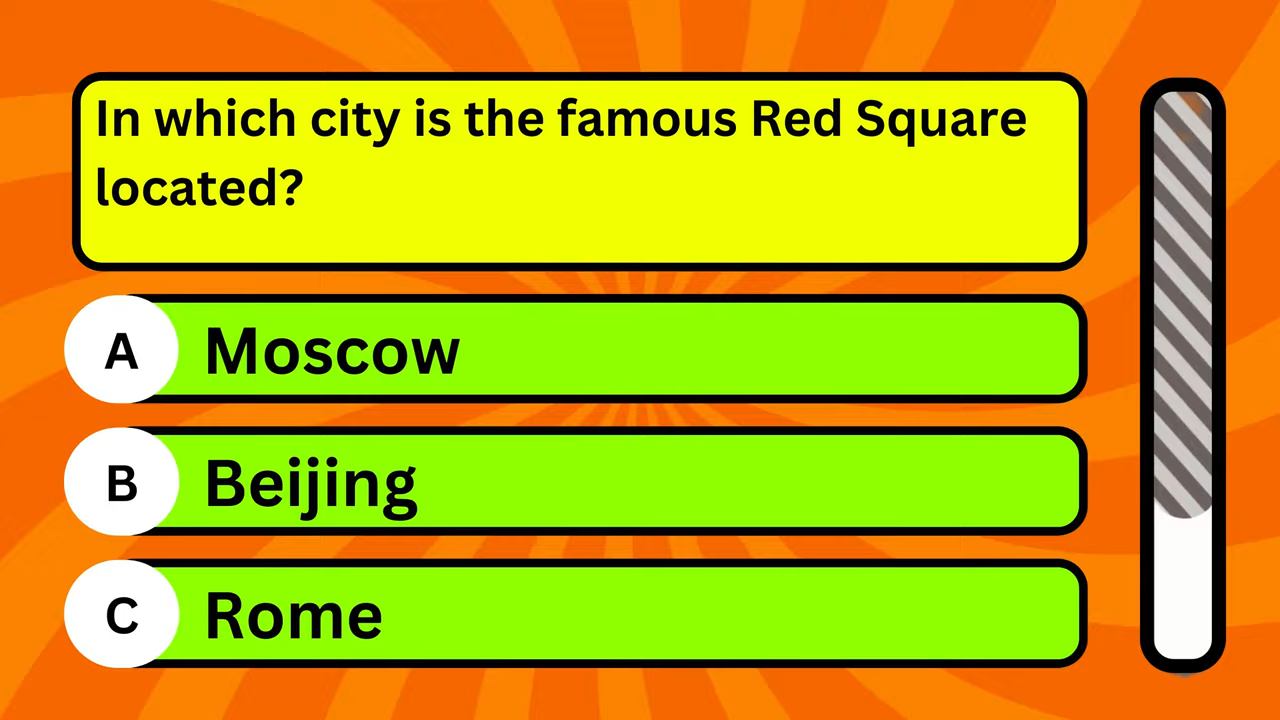 In which city is the famous Red Square
located?
A Moscow
B Beijing
C Rome